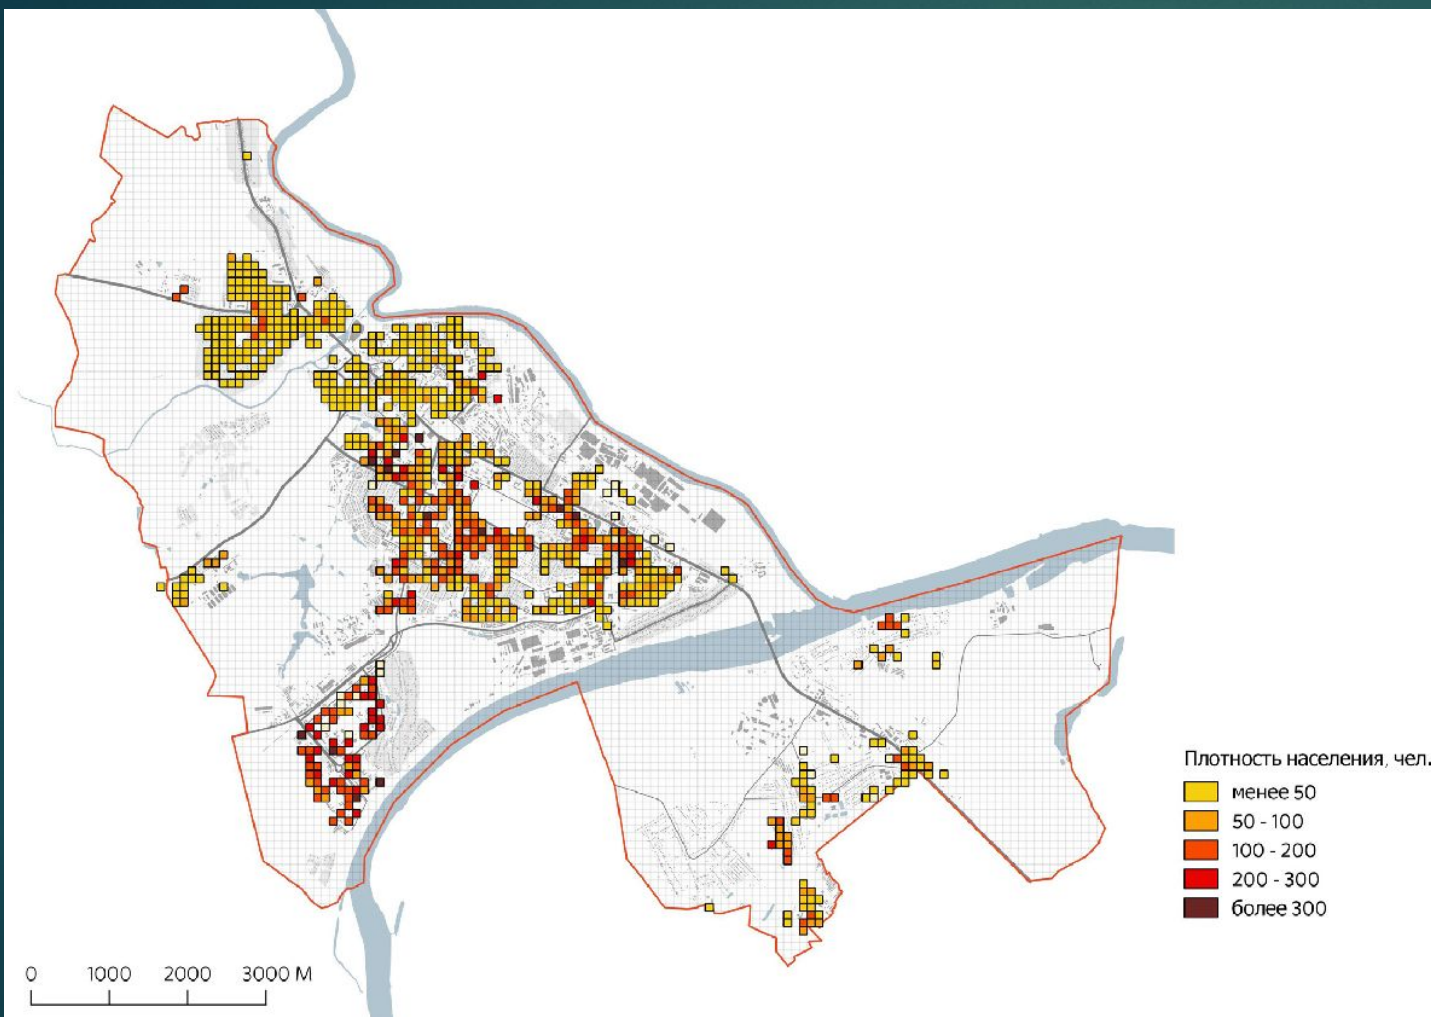 Плотность населения, чел.
менее 50
50 - 100
100 - 200
200 - 300
более 300
0 1000 2000 3000 М